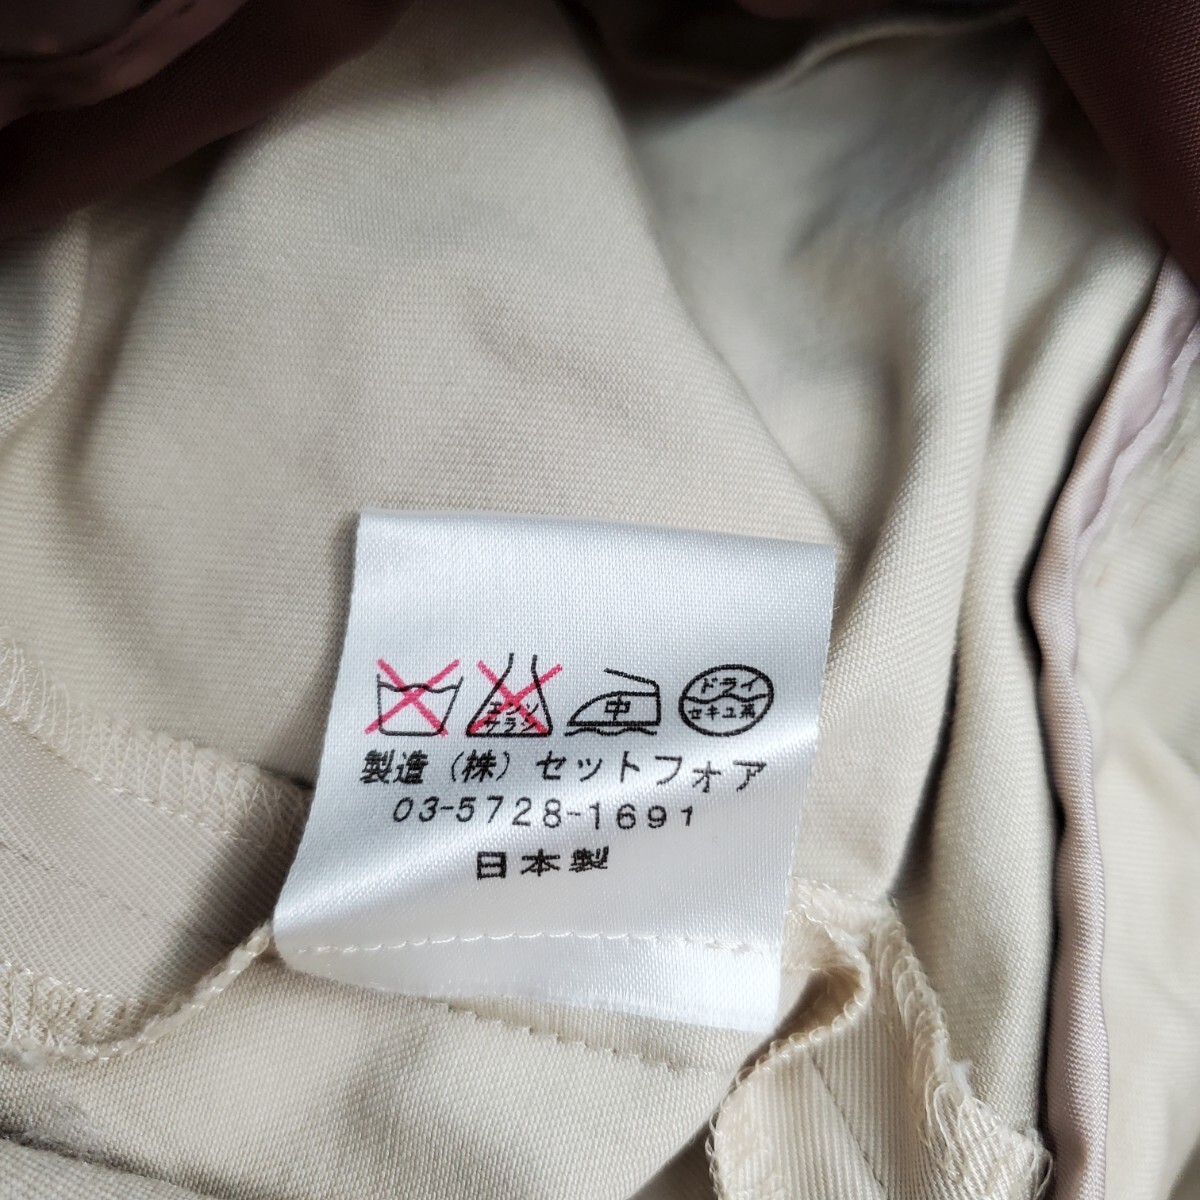 エンソ
サラシ
中
ドライ
セキユ系
製造(株)セットフォア
03-5728-1691
日本製